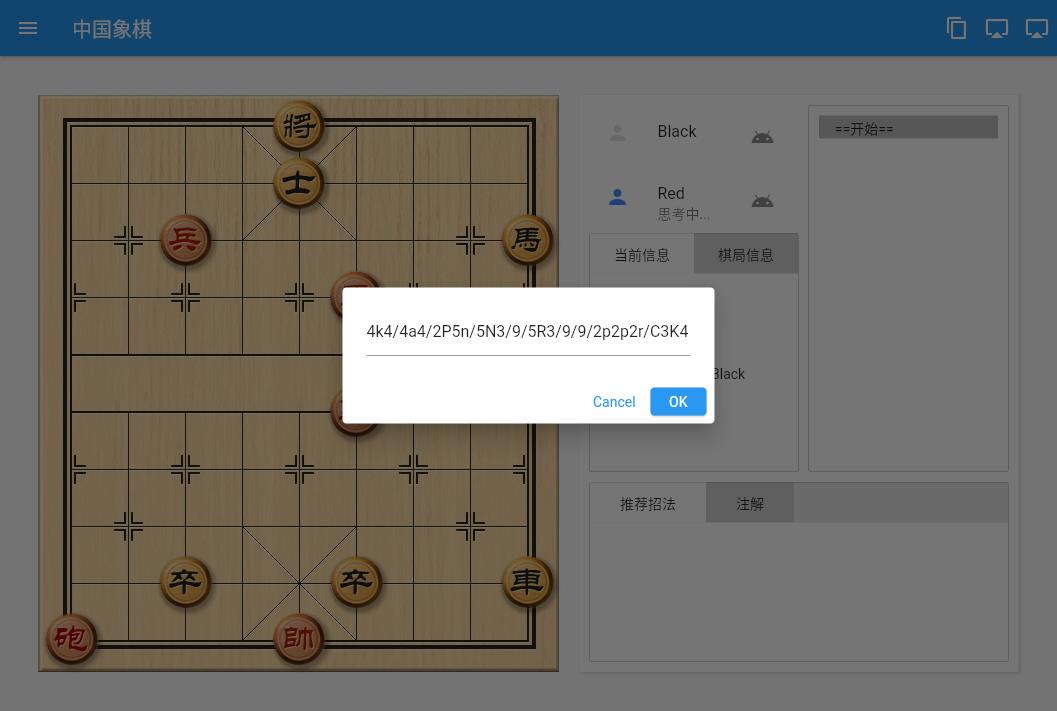 中国象棋
將
士
兵
馬
卒
卒
車
砲
帥
Black
Red
思考中...
==开始==
当前信息
棋局信息
4k4/4a4/2P5n/5N3/9/5R3/9/9/2p2p2r/C3K4
Black
Cancel
OK
推荐招法
注解